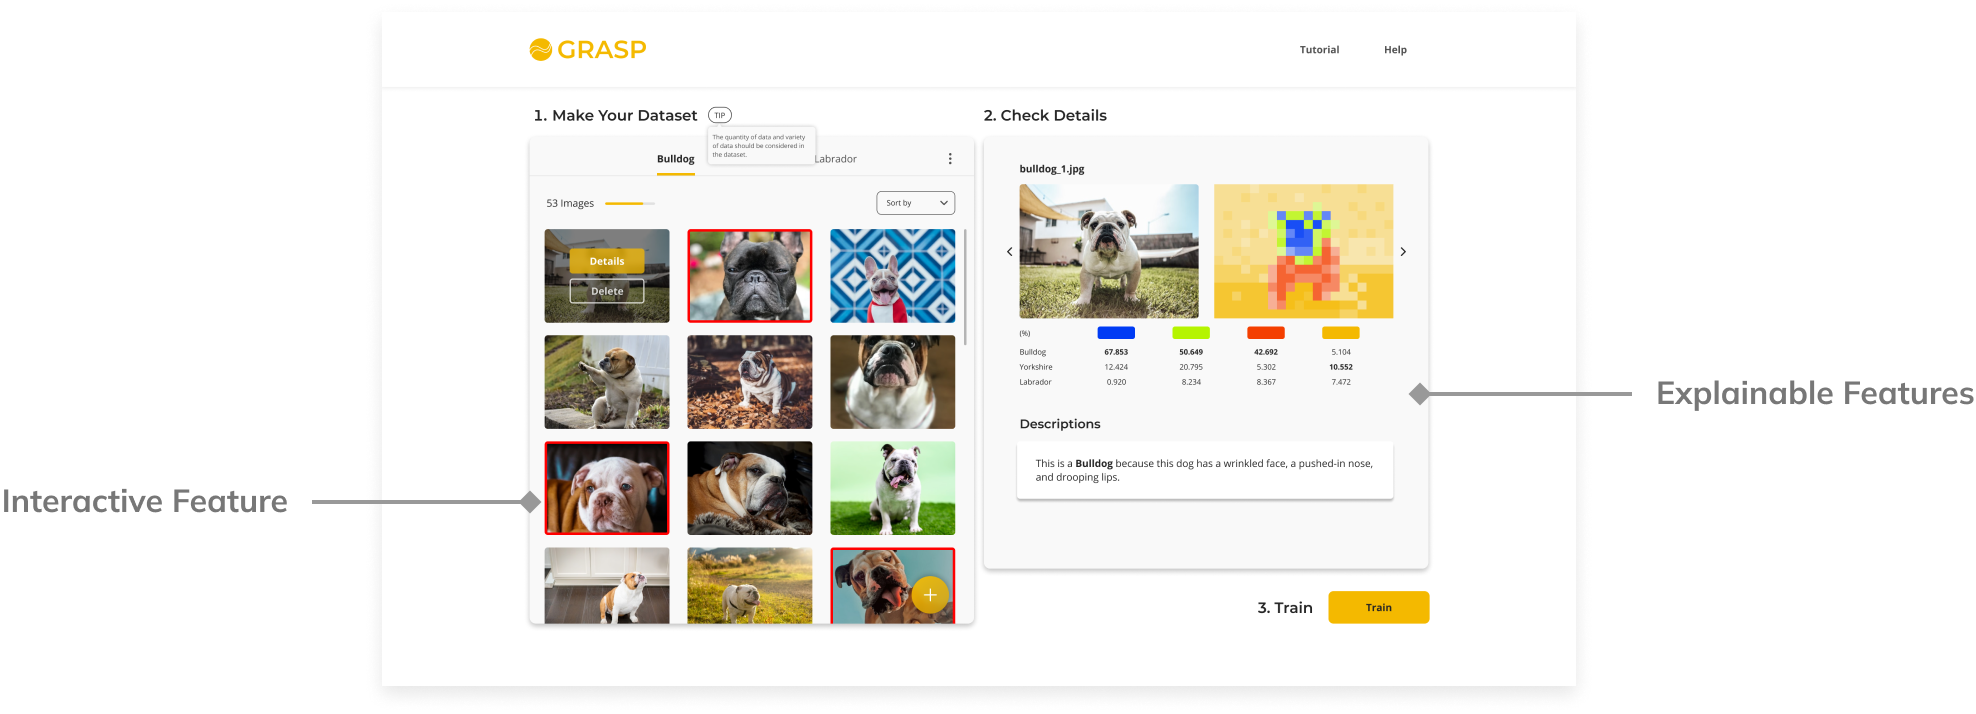 GRASP
Tutorial
Help
1. Make Your Dataset
TIP
The quantity of data and variety
of data should be considered in
the dataset.
Bulldog
Labrador
53 Images
Sort by
Details
Delete
2. Check Details
bulldog_1.jpg
(%)
Bulldog 67.853 50.649 42.692 5.104
Yorkshire 12.424 20.795 5.302 10.552
Labrador 0.920 8.234 8.367 7.472
Descriptions
This is a Bulldog because this dog has a wrinkled face, a pushed-in nose,
and drooping lips.
3. Train
Train
Interactive Feature
Explainable Features